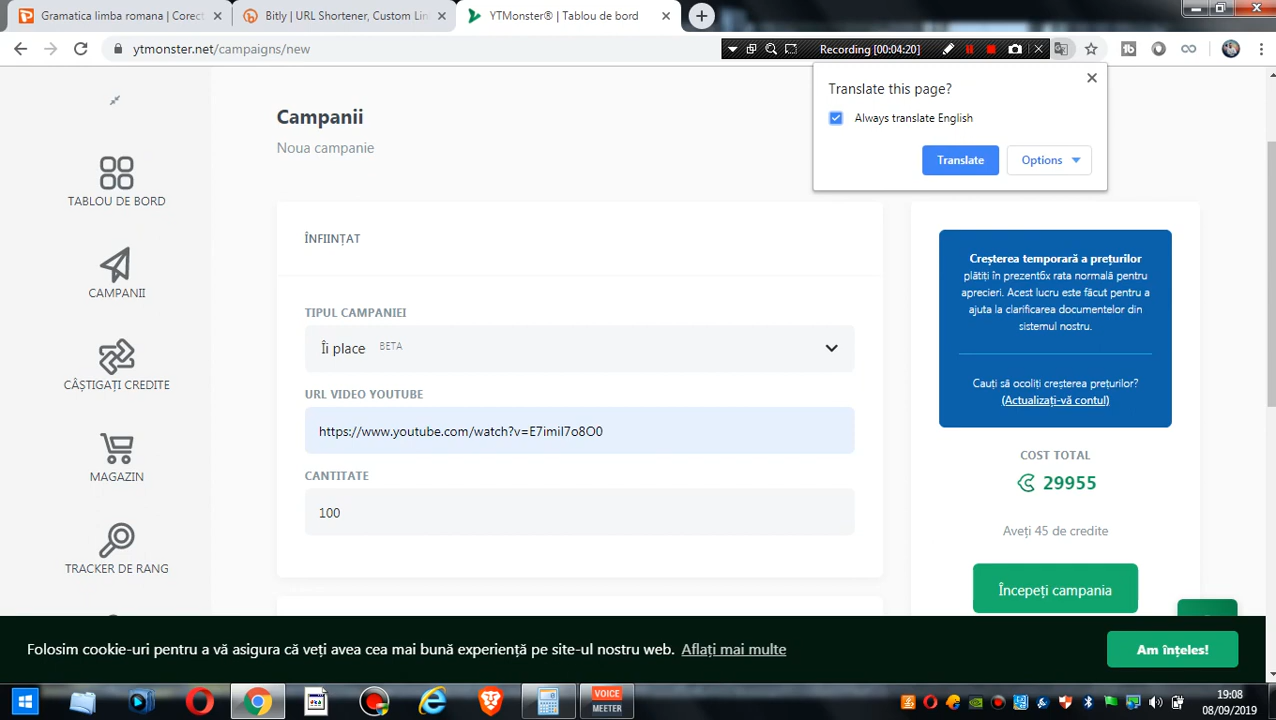 Gramatica limba romana | Corect
Bitly | URL Shortener, Custom Lin
YTMonster® | Tablou de bord
ytmonster.net/campaigns/new
Recording [00:04:20]
Translate this page?
Always translate English
Translate
Options
Campanii
Noua campanie
TABLOU DE BORD
CAMPANII
CÂȘTIGAȚI CREDITE
MAGAZIN
TRACKER DE RANG
ÎNFIINȚAT
TIPUL CAMPANIEI
Îi place BETA
URL VIDEO YOUTUBE
https://www.youtube.com/watch?v=E7imiI7o8O0
CANTITATE
100
Creșterea temporară a prețurilor
plătiți în prezent6x rata normală pentru
aprecieri. Acest lucru este făcut pentru a
ajuta la clarificarea documentelor din
sistemul nostru.
Cauți să ocoliți creșterea prețurilor?
(Actualizați-vă contul)
COST TOTAL
29955
Aveți 45 de credite
Începeți campania
Folosim cookie-uri pentru a vă asigura că veți avea cea mai bună experiență pe site-ul nostru web. Aflați mai multe
Am înțeles!
VOICE
MEETER
19:08
08/09/2019